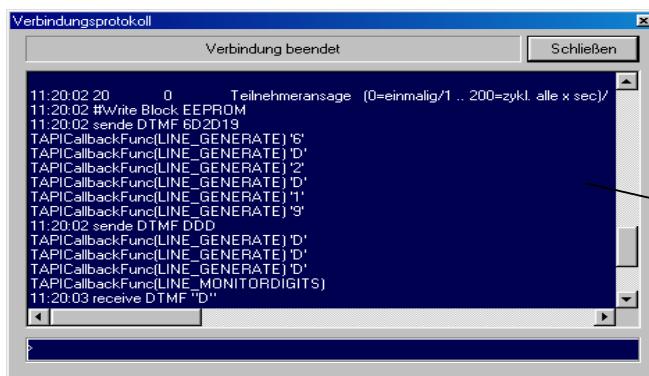 Verbindungsprotokoll
Verbindung beendet
Schließen
11:20:02 20 0 Teilnehmeransage (0=einmalig/1 .. 200=zykl. alle x sec)/
11:20:02 #Write Block EEPROM
11:20:02 sende DTMF 6D2D19
TAPICallbackFunc(LINE_GENERATE) '6'
TAPICallbackFunc(LINE_GENERATE) 'D'
TAPICallbackFunc(LINE_GENERATE) '2'
TAPICallbackFunc(LINE_GENERATE) 'D'
TAPICallbackFunc(LINE_GENERATE) '1'
TAPICallbackFunc(LINE_GENERATE) '9'
11:20:02 sende DTMF DDD
TAPICallbackFunc(LINE_GENERATE) 'D'
TAPICallbackFunc(LINE_GENERATE) 'D'
TAPICallbackFunc(LINE_GENERATE) 'D'
TAPICallbackFunc(LINE_MONITORDIGITS)
11:20:03 receive DTMF "D"
>